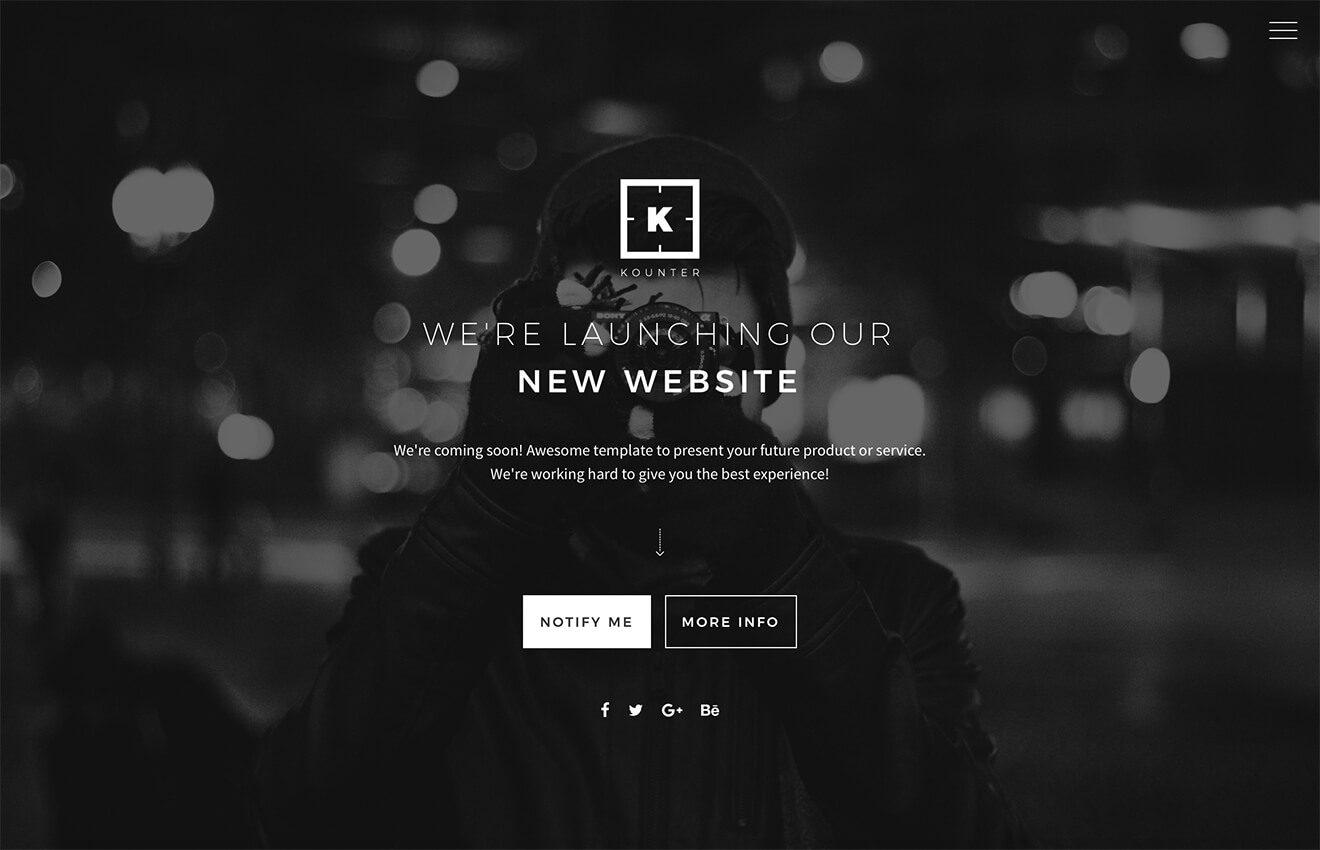 K
KOUNTER
WE'RE LAUNCHING OUR
SONY α
NEW WEBSITE
We're coming soon! Awesome template to present your future product or service.
We're working hard to give you the best experience!
NOTIFY ME MORE INFO
f G+ Bē